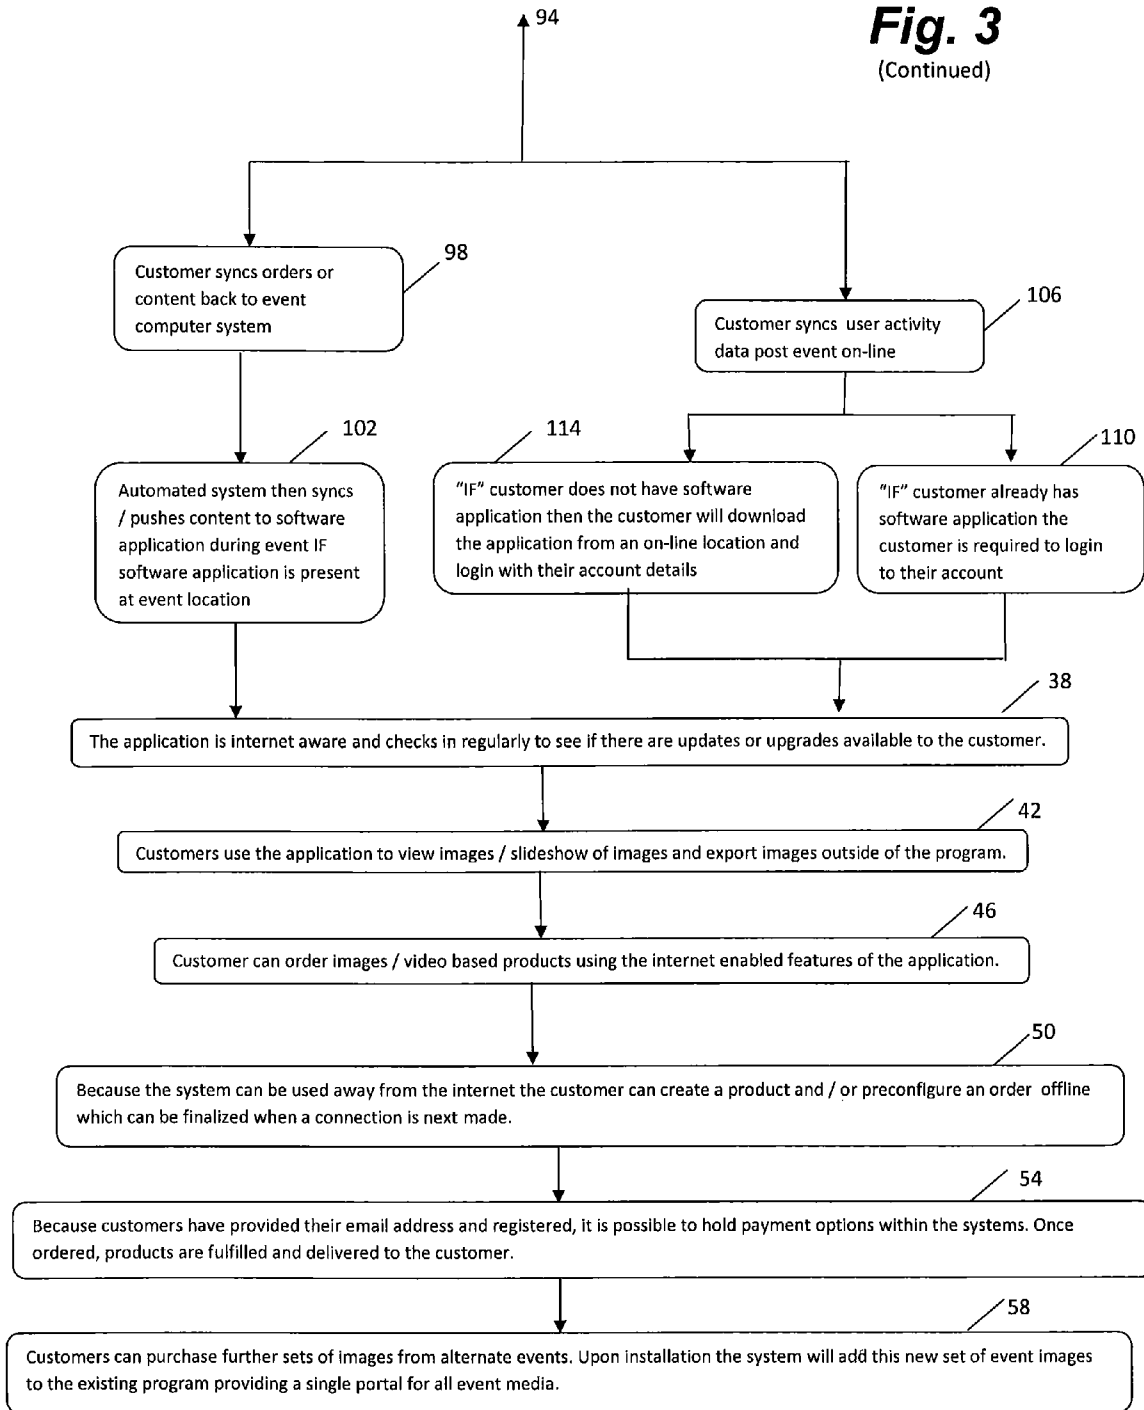 94
Fig. 3
(Continued)
98
Customer syncs orders or
content back to event
computer system
106
Customer syncs user activity
data post event on-line
102
Automated system then syncs
/ pushes content to software
application during event IF
software application is present
at event location
114
"IF" customer does not have software
application then the customer will download
the application from an on-line location and
login with their account details
110
"IF" customer already has
software application the
customer is required to login
to their account
38
The application is internet aware and checks in regularly to see if there are updates or upgrades available to the customer.
42
Customers use the application to view images / slideshow of images and export images outside of the program.
46
Customer can order images / video based products using the internet enabled features of the application.
50
Because the system can be used away from the internet the customer can create a product and / or preconfigure an order offline
which can be finalized when a connection is next made.
54
Because customers have provided their email address and registered, it is possible to hold payment options within the systems. Once
ordered, products are fulfilled and delivered to the customer.
58
Customers can purchase further sets of images from alternate events. Upon installation the system will add this new set of event images
to the existing program providing a single portal for all event media.